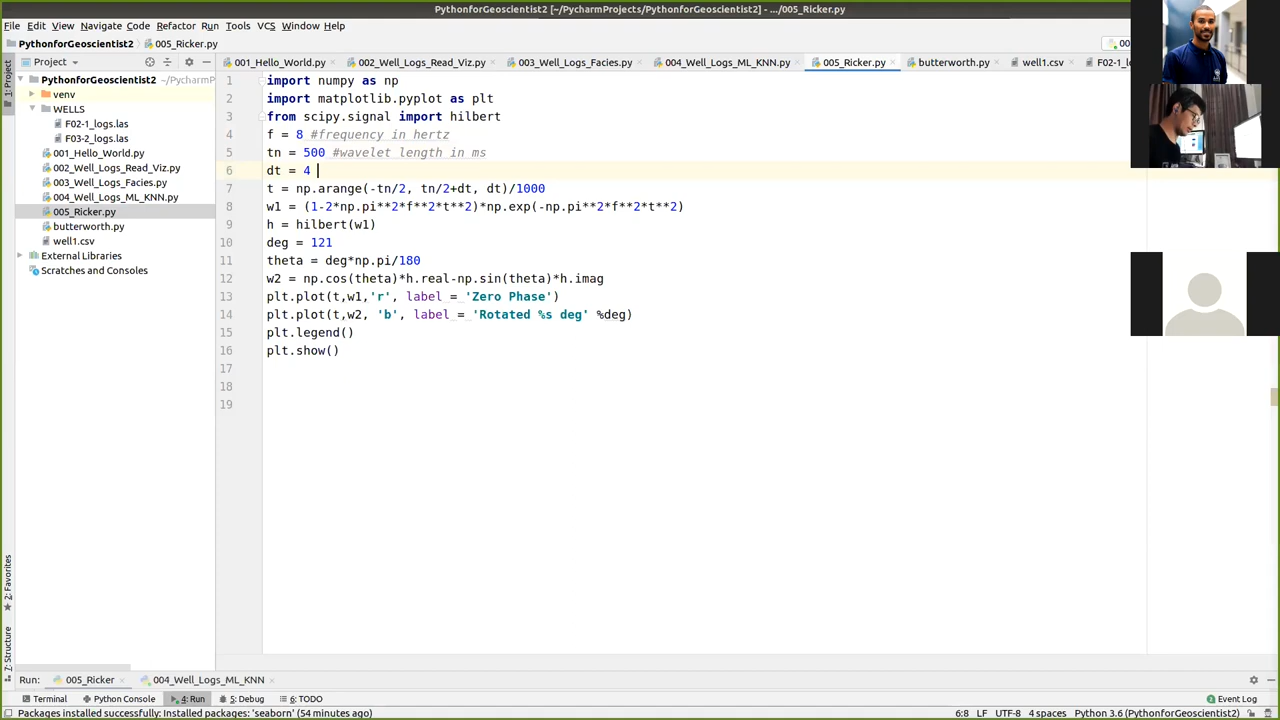 PythonforGeoscientist2 [~/PycharmProjects/PythonforGeoscientist2] - .../005_Ricker.py
File Edit View Navigate Code Refactor Run Tools VCS Window Help
PythonforGeoscientist2 005_Ricker.py
00
1: Project
Project
001_Hello_World.py 002_Well_Logs_Read_Viz.py 003_Well_Logs_Facies.py 004_Well_Logs_ML_KNN.py 005_Ricker.py butterworth.py well1.csv F02-1_l
PythonforGeoscientist2 ~/PycharmP
venv
WELLS
F02-1_logs.las
F03-2_logs.las
001_Hello_World.py
002_Well_Logs_Read_Viz.py
003_Well_Logs_Facies.py
004_Well_Logs_ML_KNN.py
005_Ricker.py
butterworth.py
well1.csv
External Libraries
Scratches and Consoles
1 import numpy as np
2 import matplotlib.pyplot as plt
3 from scipy.signal import hilbert
4 f = 8 #frequency in hertz
5 tn = 500 #wavelet length in ms
6 dt = 4
7 t = np.arange(-tn/2, tn/2+dt, dt)/1000
8 w1 = (1-2*np.pi**2*f**2*t**2)*np.exp(-np.pi**2*f**2*t**2)
9 h = hilbert(w1)
10 deg = 121
11 theta = deg*np.pi/180
12 w2 = np.cos(theta)*h.real-np.sin(theta)*h.imag
13 plt.plot(t,w1,'r', label = 'Zero Phase')
14 plt.plot(t,w2, 'b', label = 'Rotated %s deg' %deg)
15 plt.legend()
16 plt.show()
17
18
19
2: Favorites
7: Structure
Run: 005_Ricker 004_Well_Logs_ML_KNN
Terminal Python Console 4: Run 5: Debug 6: TODO Event Log
Packages installed successfully: Installed packages: 'seaborn' (54 minutes ago) 6:8 LF UTF-8 4 spaces Python 3.6 (PythonforGeoscientist2)